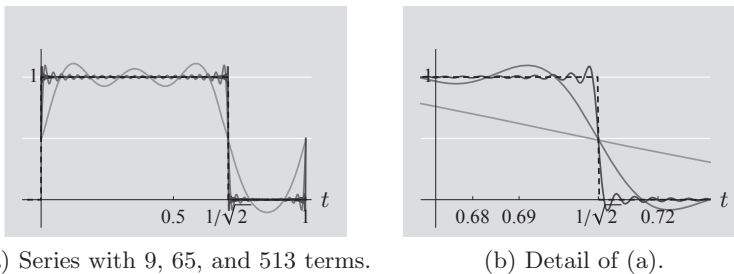 1
t
0.5
1/√2
1
1
t
0.68
0.69
1/√2
0.72
) Series with 9, 65, and 513 terms.
(b) Detail of (a).